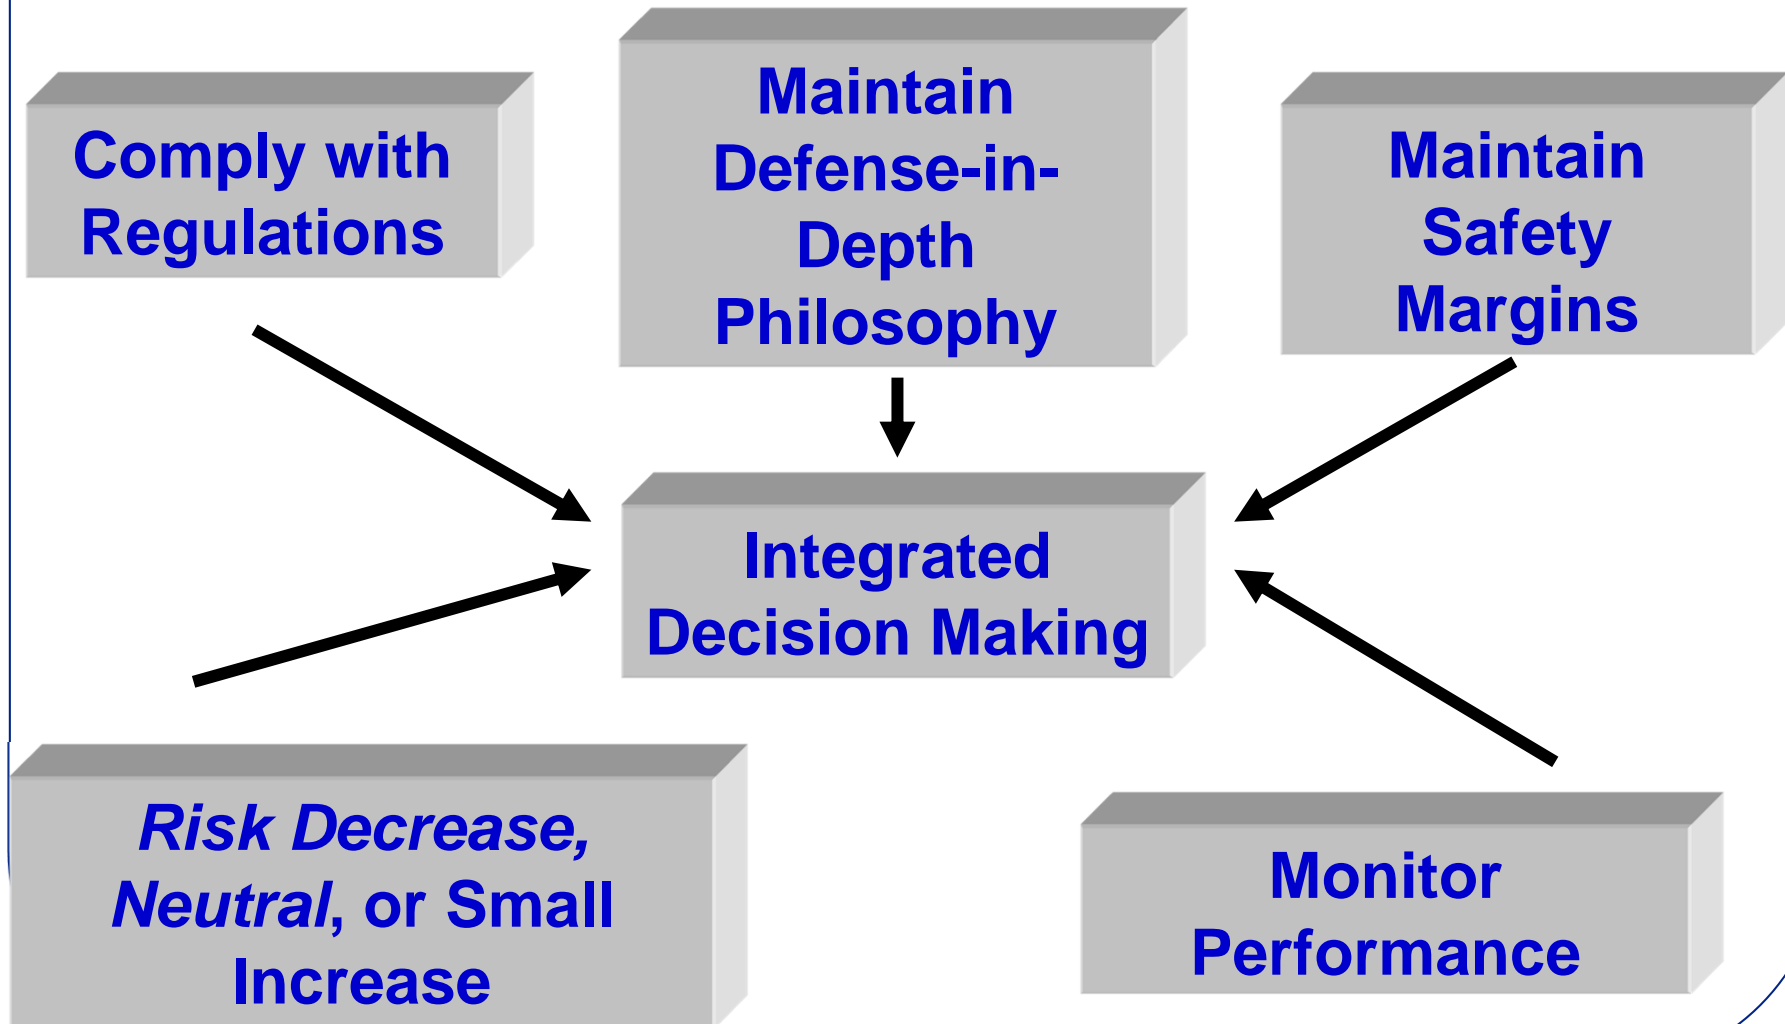 Comply with
Regulations
Maintain
Defense-in-
Depth
Philosophy
Maintain
Safety
Margins
Integrated
Decision Making
Risk Decrease,
Neutral, or Small
Increase
Monitor
Performance